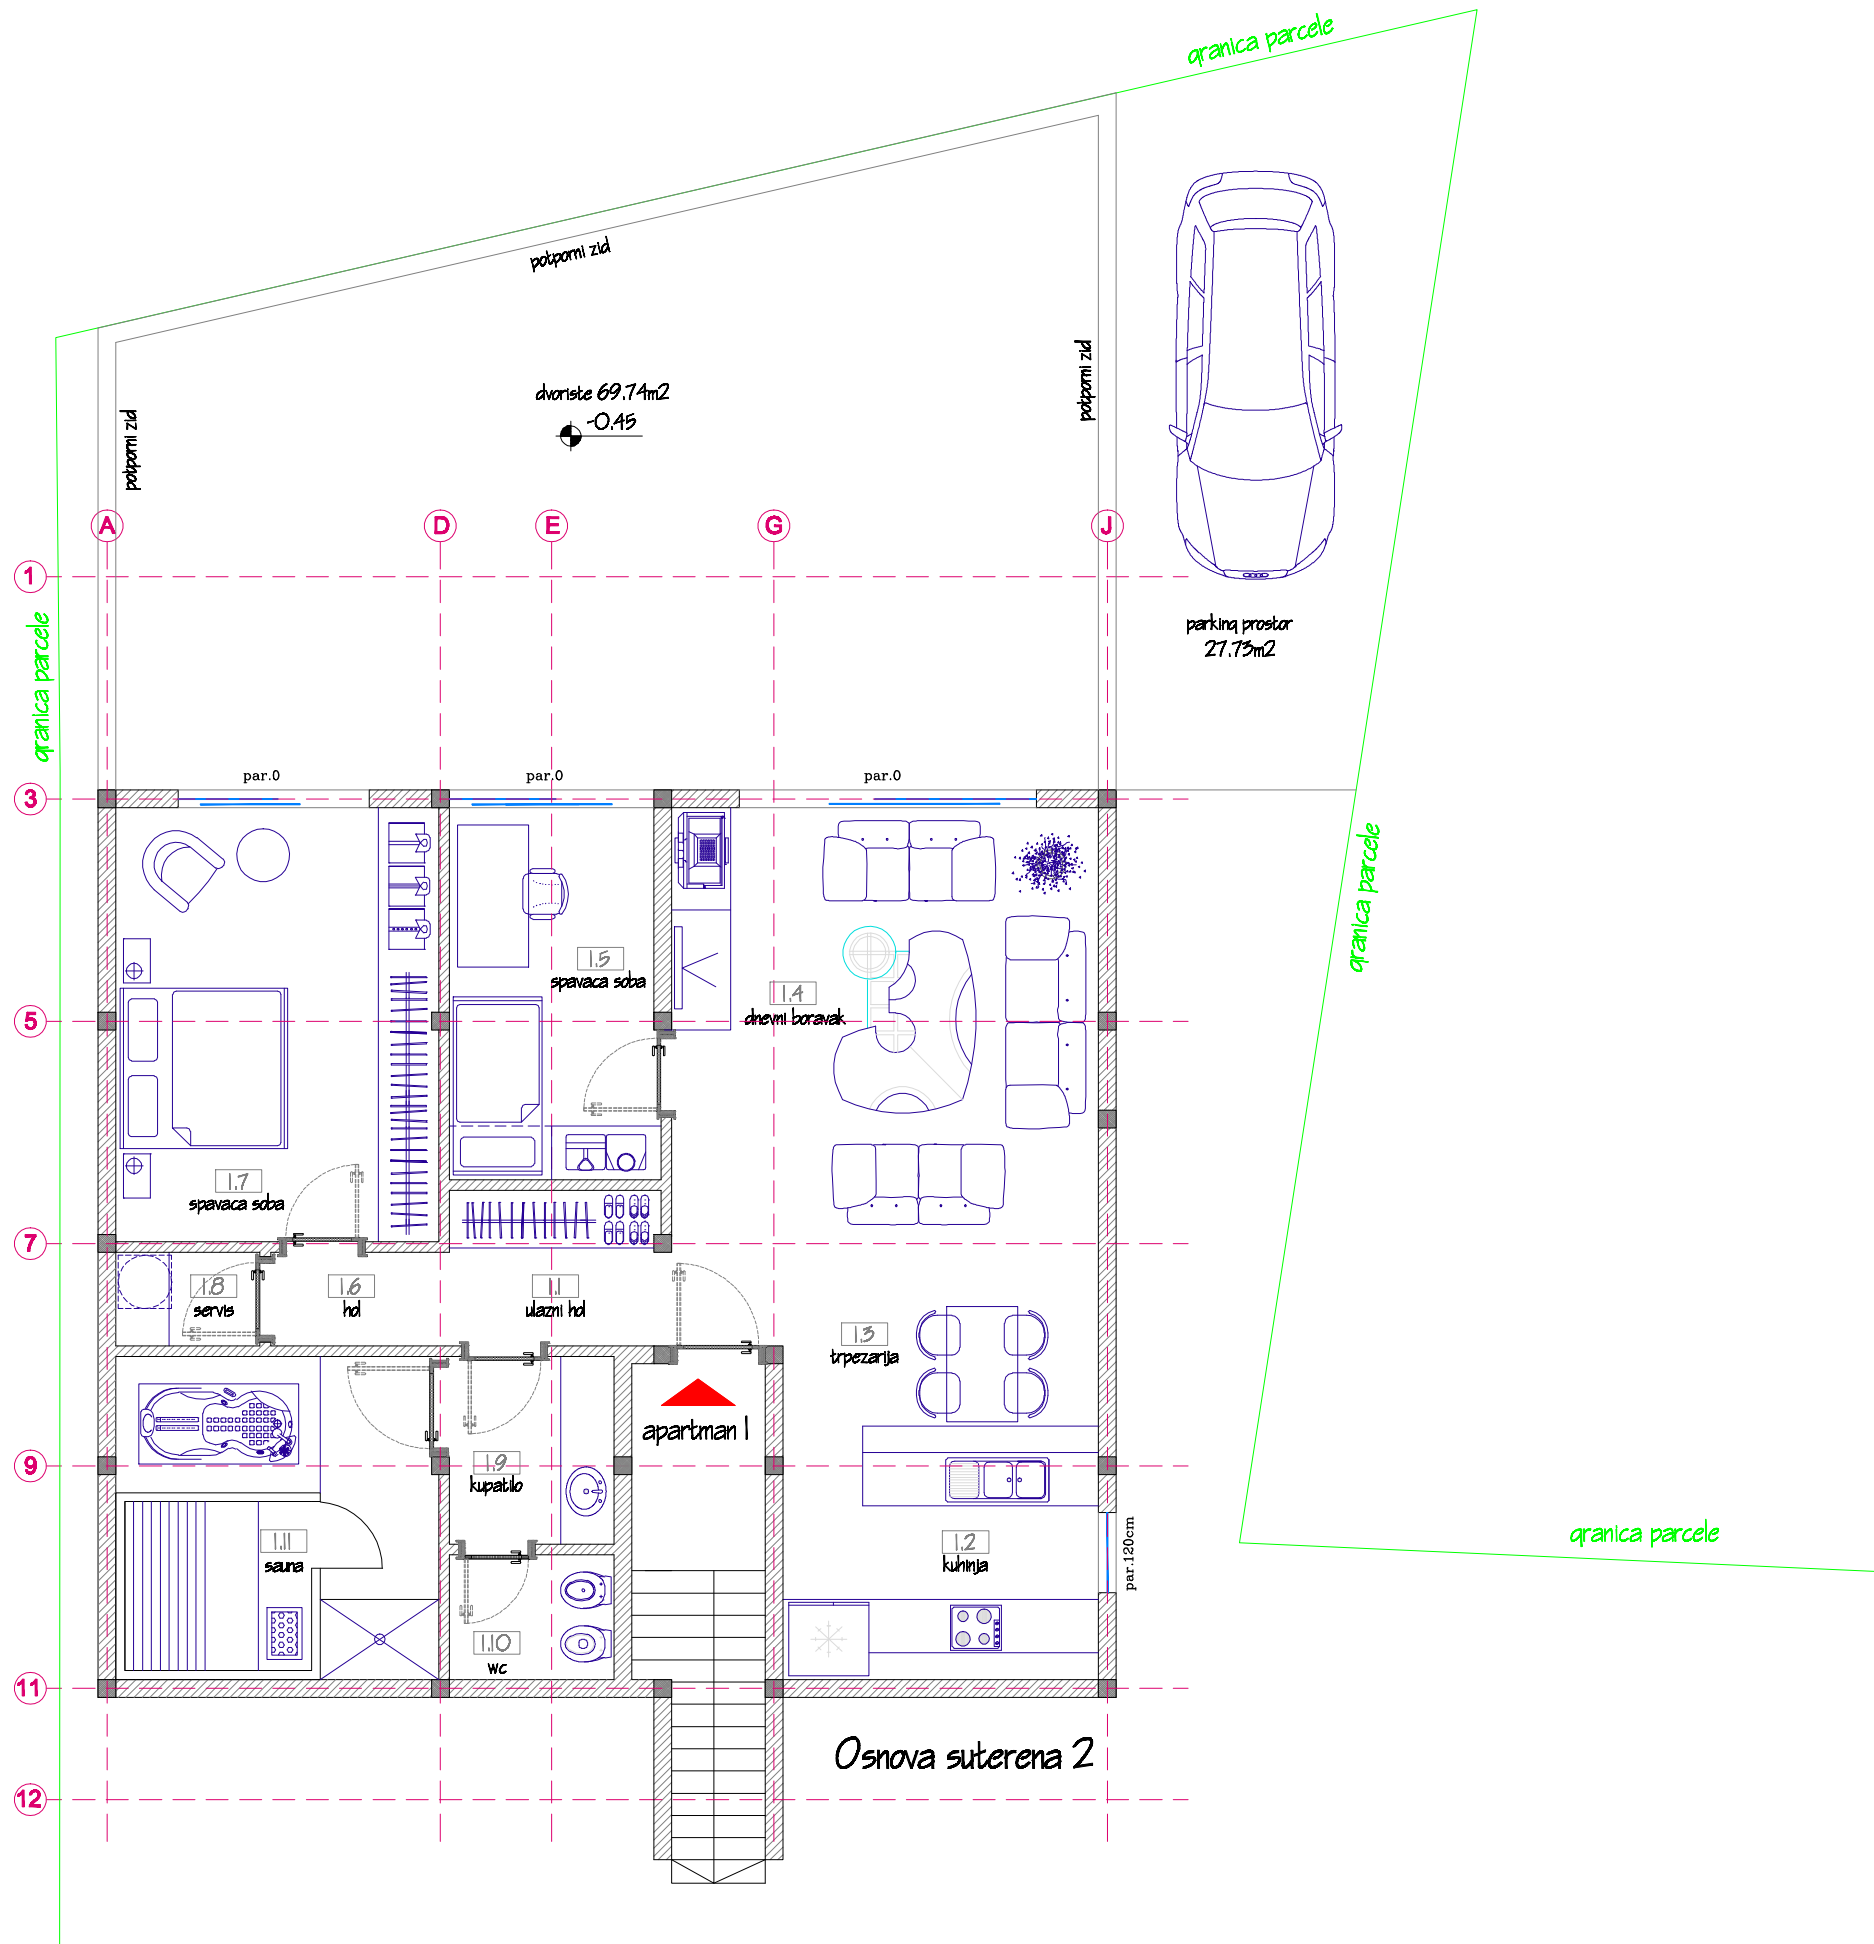 granica parcele
potporni zid
potporni zid
potporni zid
dvoriste 69.74m2
-0.45
A
D
E
G
J
1
parking prostor
27.73m2
granica parcele
par.0
par.0
par.0
3
granica parcele
1.5
spavaca soba
1.4
dnevni boravak
5
1.7
spavaca soba
7
1.8
servis
1.6
hol
1.1
ulazni hol
1.3
trpezarija
apartman 1
9
1.9
kupatilo
1.11
sauna
1.2
kuhinja
par.120cm
granica parcele
1.10
wc
11
Osnova suterena 2
12